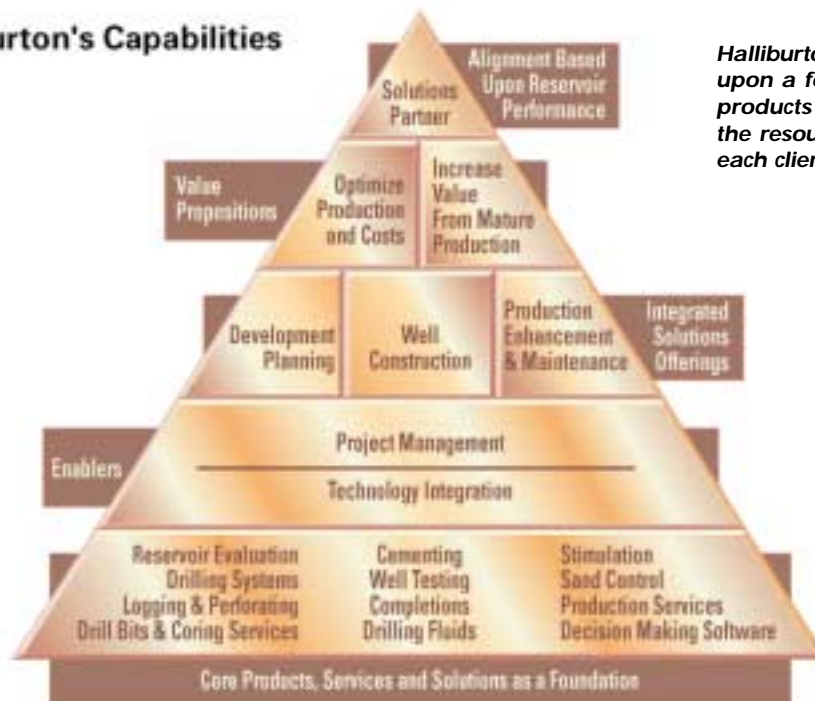 urton's Capabilities
Halliburto
upon a fo
products
the resou
each clien
Alignment Based
Upon Reservoir
Performance
Solutions
Partner
Value
Propositions
Optimize
Production
and Costs
Increase
Value
From Mature
Production
Development
Planning
Well
Construction
Production
Enhancement
& Maintenance
Integrated
Solutions
Offerings
Enablers
Project Management
Technology Integration
Reservoir Evaluation
Drilling Systems
Logging & Perforating
Drill Bits & Coring Services
Cementing
Well Testing
Completions
Drilling Fluids
Stimulation
Sand Control
Production Services
Decision Making Software
Core Products, Services and Solutions as a Foundation